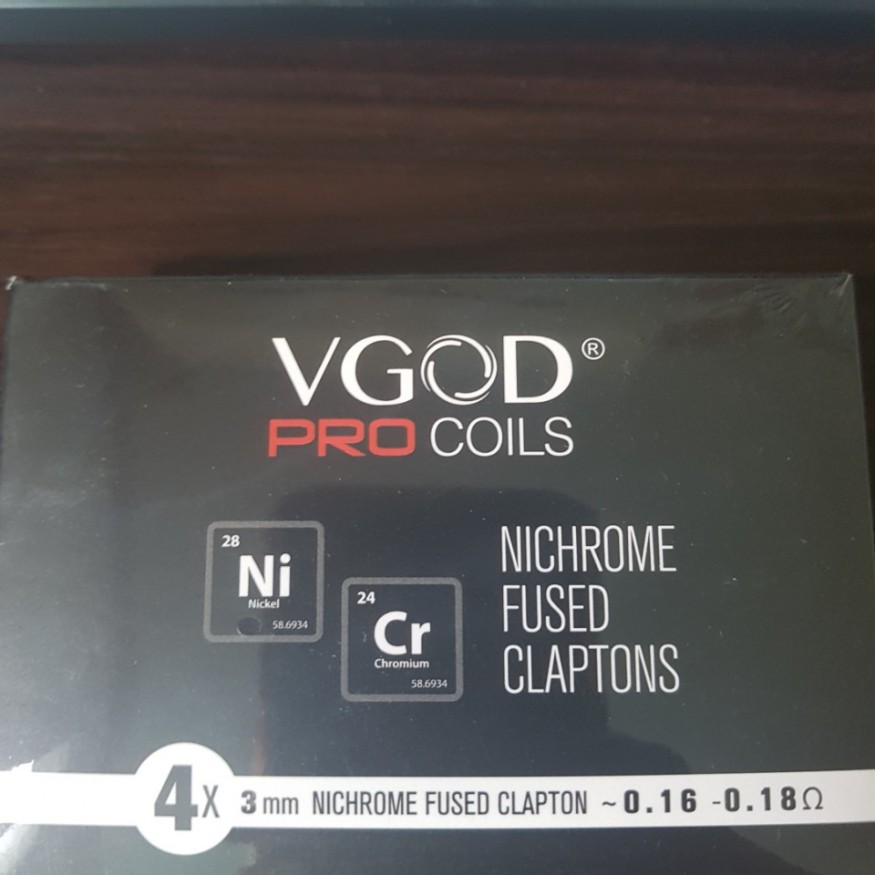 VGOD®
PRO COILS
28
Ni
Nickel
58.6934
24
Cr
Chromium
58.6934
NICHROME
FUSED
CLAPTONS
4X 3mm NICHROME FUSED CLAPTON ~0.16 -0.18Ω